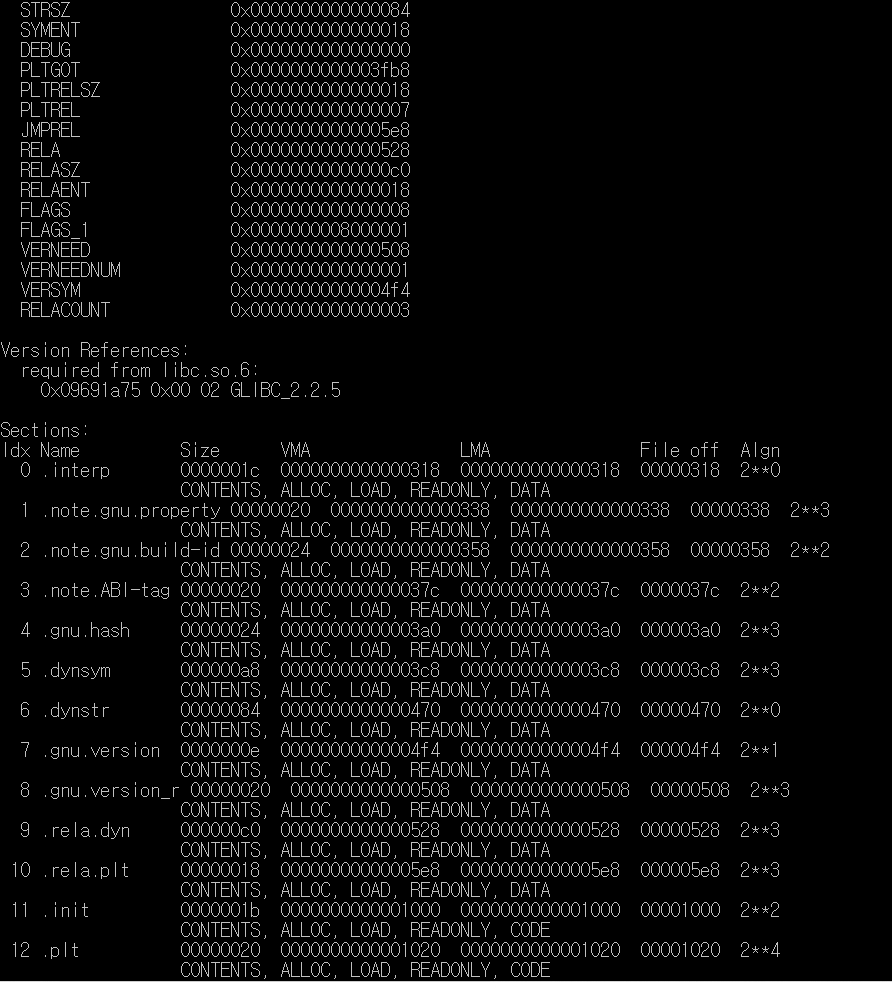 STRSZ 0x0000000000000084
SYMENT 0x0000000000000018
DEBUG 0x0000000000000000
PLTGOT 0x0000000000003fb8
PLTRELSZ 0x0000000000000018
PLTREL 0x0000000000000007
JMPREL 0x00000000000005e8
RELA 0x0000000000000528
RELASZ 0x00000000000000c0
RELAENT 0x0000000000000018
FLAGS 0x0000000000000008
FLAGS_1 0x0000000008000001
VERNEED 0x0000000000000508
VERNEEDNUM 0x0000000000000001
VERSYM 0x00000000000004f4
RELACOUNT 0x0000000000000003
Version References:
required from libc.so.6:
0x09691a75 0x00 02 GLIBC_2.2.5
Sections:
Idx Name Size VMA LMA File off Algn
0 .interp 0000001c 0000000000000318 0000000000000318 00000318 2**0
CONTENTS, ALLOC, LOAD, READONLY, DATA
1 .note.gnu.property 00000020 0000000000000338 0000000000000338 00000338 2**3
CONTENTS, ALLOC, LOAD, READONLY, DATA
2 .note.gnu.build-id 00000024 0000000000000358 0000000000000358 00000358 2**2
CONTENTS, ALLOC, LOAD, READONLY, DATA
3 .note.ABI-tag 00000020 000000000000037c 000000000000037c 0000037c 2**2
CONTENTS, ALLOC, LOAD, READONLY, DATA
4 .gnu.hash 00000024 00000000000003a0 00000000000003a0 000003a0 2**3
CONTENTS, ALLOC, LOAD, READONLY, DATA
5 .dynsym 000000a8 00000000000003c8 00000000000003c8 000003c8 2**3
CONTENTS, ALLOC, LOAD, READONLY, DATA
6 .dynstr 00000084 0000000000000470 0000000000000470 00000470 2**0
CONTENTS, ALLOC, LOAD, READONLY, DATA
7 .gnu.version 0000000e 00000000000004f4 00000000000004f4 000004f4 2**1
CONTENTS, ALLOC, LOAD, READONLY, DATA
8 .gnu.version_r 00000020 0000000000000508 0000000000000508 00000508 2**3
CONTENTS, ALLOC, LOAD, READONLY, DATA
9 .rela.dyn 000000c0 0000000000000528 0000000000000528 00000528 2**3
CONTENTS, ALLOC, LOAD, READONLY, DATA
10 .rela.plt 00000018 00000000000005e8 00000000000005e8 000005e8 2**3
CONTENTS, ALLOC, LOAD, READONLY, DATA
11 .init 0000001b 0000000000001000 0000000000001000 00001000 2**2
CONTENTS, ALLOC, LOAD, READONLY, CODE
12 .plt 00000020 0000000000001020 0000000000001020 00001020 2**4
CONTENTS, ALLOC, LOAD, READONLY, CODE